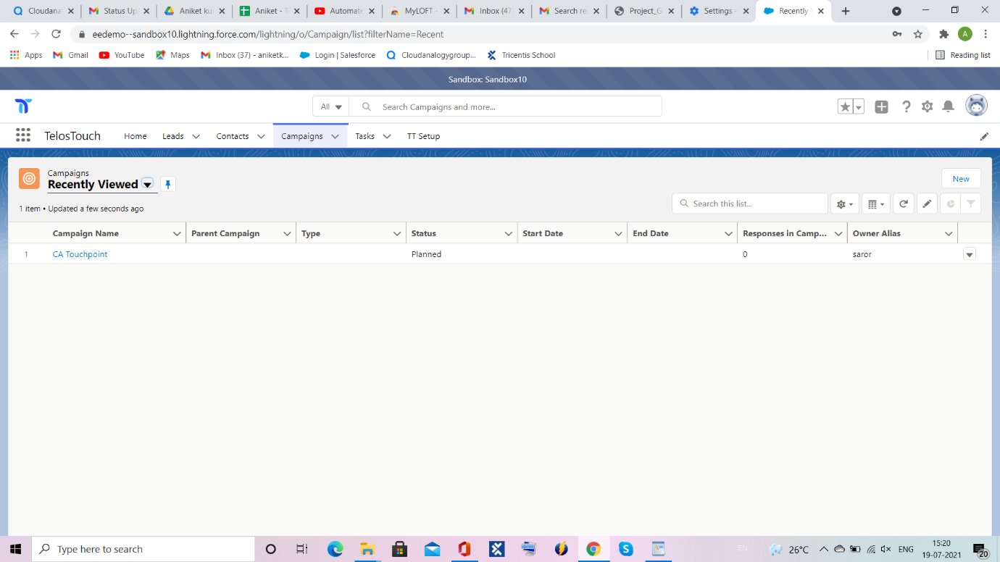 Cloudana
Status Up
Aniket ku
Aniket - T
Automate
MyLOFT -
Inbox (47
Search re
Project_G
Settings -
Recently V
eedemo--sandbox10.lightning.force.com/lightning/o/Campaign/list?filterName=Recent
A
Apps
Gmail
YouTube
Maps
Inbox (37) - aniketk...
Login | Salesforce
Cloudanalogygroup...
Tricentis School
Reading list
Sandbox: Sandbox10
All
Search Campaigns and more...
TelosTouch
Home
Leads
Contacts
Campaigns
Tasks
TT Setup
Campaigns
Recently Viewed
New
1 item • Updated a few seconds ago
Search this list...
Campaign Name
Parent Campaign
Type
Status
Start Date
End Date
Responses in Camp...
Owner Alias
1
CA Touchpoint
Planned
0
saror
Type here to search
EN
26°C
ENG
15:20
19-07-2021
20